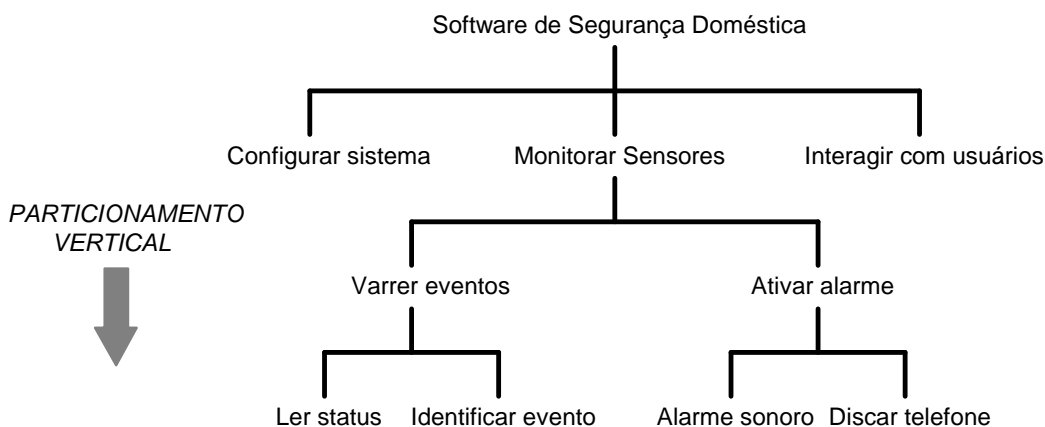 Software de Segurança Doméstica
Configurar sistema
Monitorar Sensores
Interagir com usuários
PARTICIONAMENTO
VERTICAL
Varrer eventos
Ativar alarme
Ler status
Identificar evento
Alarme sonoro
Discar telefone